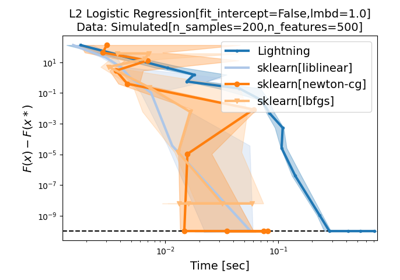 L2 Logistic Regression[fit_intercept=False,lmbd=1.0]
Data: Simulated[n_samples=200,n_features=500]
Lightning
sklearn[liblinear]
sklearn[newton-cg]
sklearn[lbfgs]
F(x) − F(x*)
10¹
10⁻¹
10⁻³
10⁻⁵
10⁻⁷
10⁻⁹
10⁻²
10⁻¹
Time [sec]